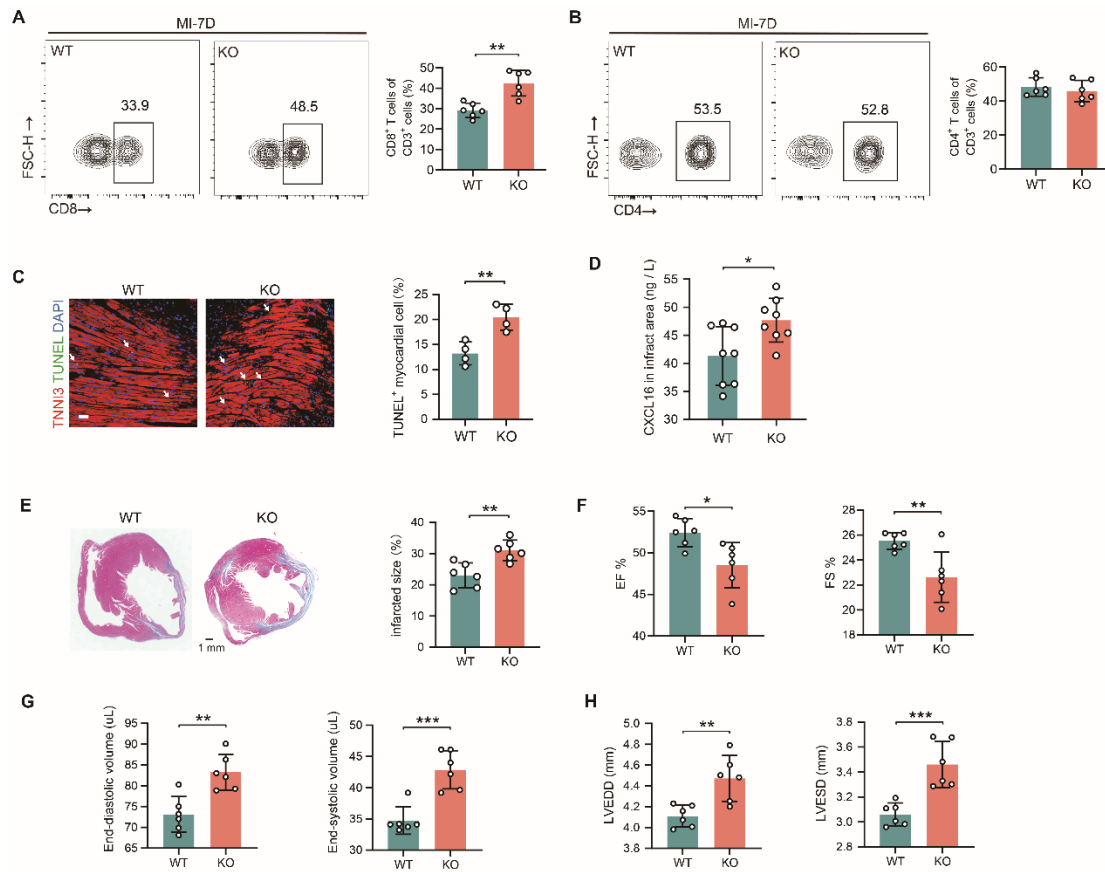 A
MI-7D
WT
KO
33.9
48.5
FSC-H →
CD8→
CD8⁺ T cells of
CD3⁺ cells (%)
50
40
30
20
10
0
**
WT
KO
B
MI-7D
WT
KO
53.5
52.8
FSC-H →
CD4→
CD4⁺ T cells of
CD3⁺ cells (%)
80
60
40
20
0
WT
KO
C
WT
KO
TNNI3 TUNEL DAPI
TUNEL⁺ myocardial cell (%)
25
20
15
10
5
0
**
WT
KO
D
CXCL16 in infract area (ng / L)
55
50
45
40
35
30
*
WT
KO
E
WT
KO
1 mm
infarcted size (%)
40
30
20
10
0
**
WT
KO
F
EF %
55
50
45
40
*
WT
KO
FS %
28
26
24
22
20
18
**
WT
KO
G
End-diastolic volume (uL)
95
90
85
80
75
70
65
**
WT
KO
End-systolic volume (uL)
50
45
40
35
30
***
WT
KO
H
LVEDD (mm)
5.0
4.8
4.6
4.4
4.2
4.0
3.8
**
WT
KO
LVESD (mm)
3.8
3.6
3.4
3.2
3.0
2.8
***
WT
KO